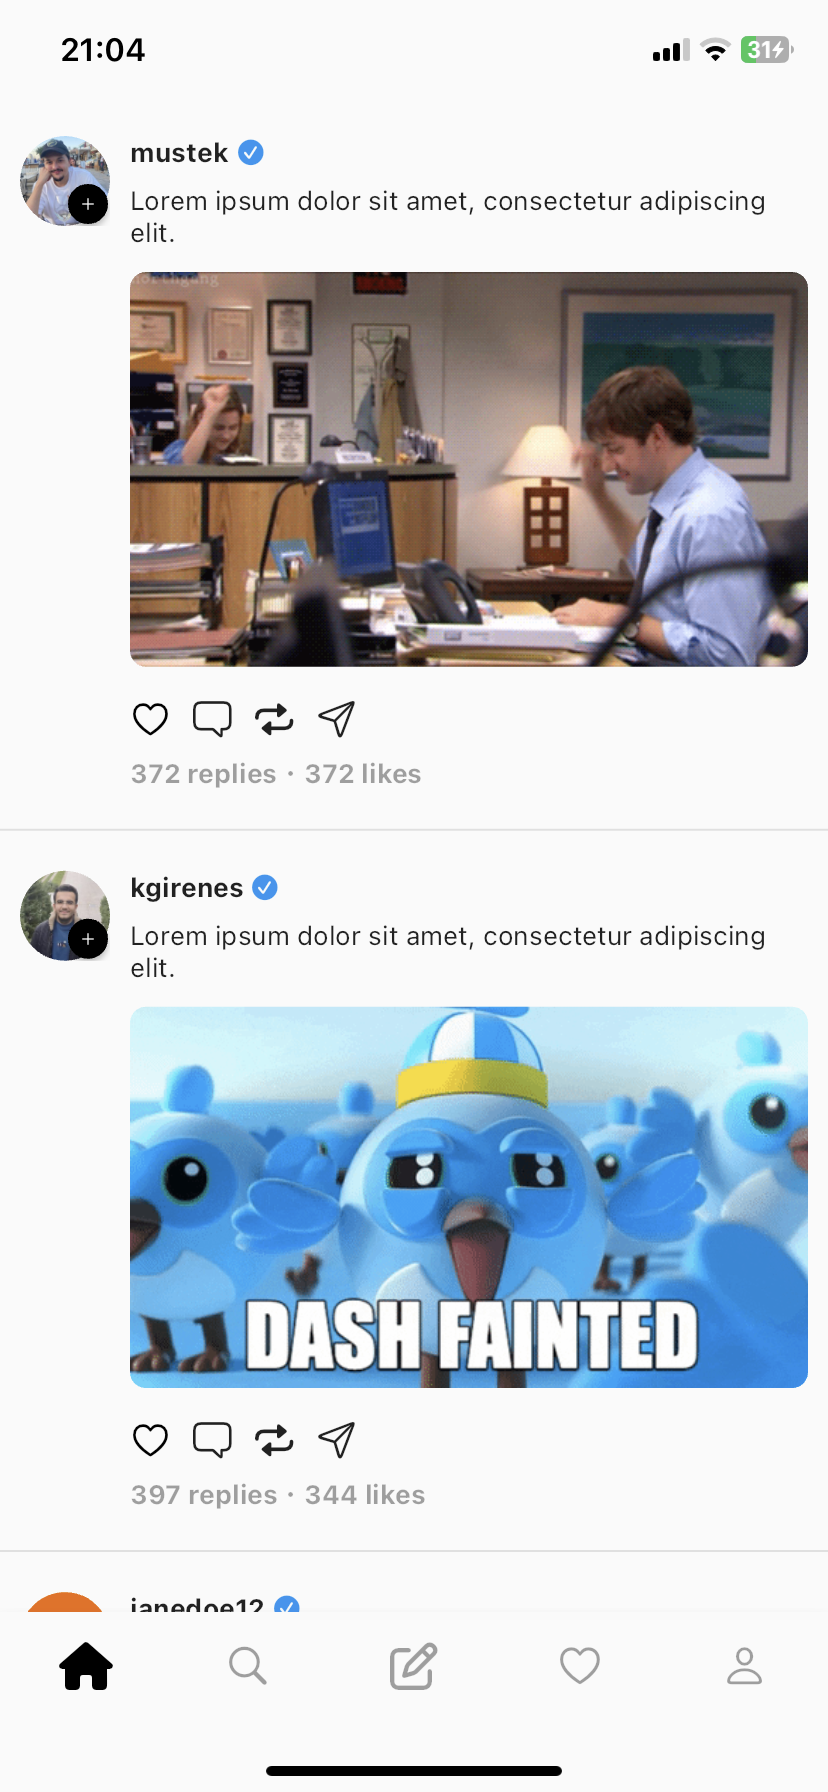 21:04
31
mustek
Lorem ipsum dolor sit amet, consectetur adipiscing
elit.
northgang
372 replies · 372 likes
kgirenes
Lorem ipsum dolor sit amet, consectetur adipiscing
elit.
DASH FAINTED
397 replies · 344 likes
janedoe12